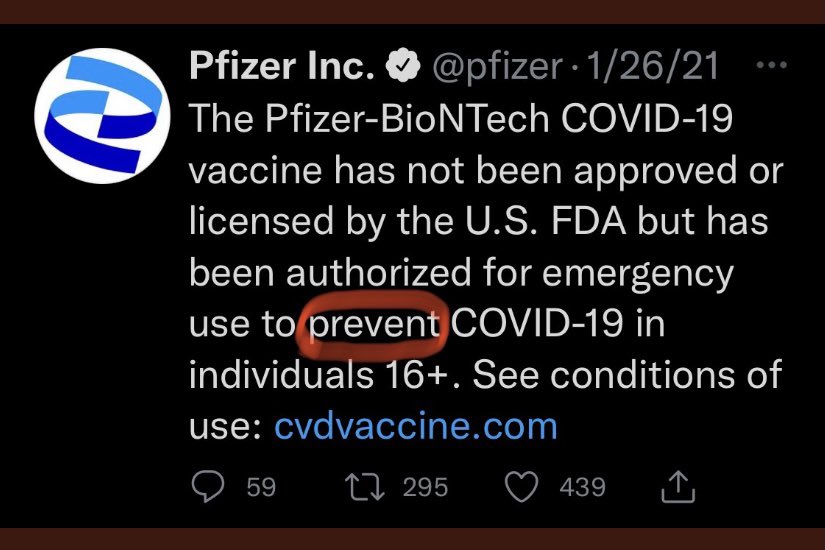 Pfizer Inc. @pfizer · 1/26/21 ...
The Pfizer-BioNTech COVID-19
vaccine has not been approved or
licensed by the U.S. FDA but has
been authorized for emergency
use to prevent COVID-19 in
individuals 16+. See conditions of
use: cvdvaccine.com
59 295 439